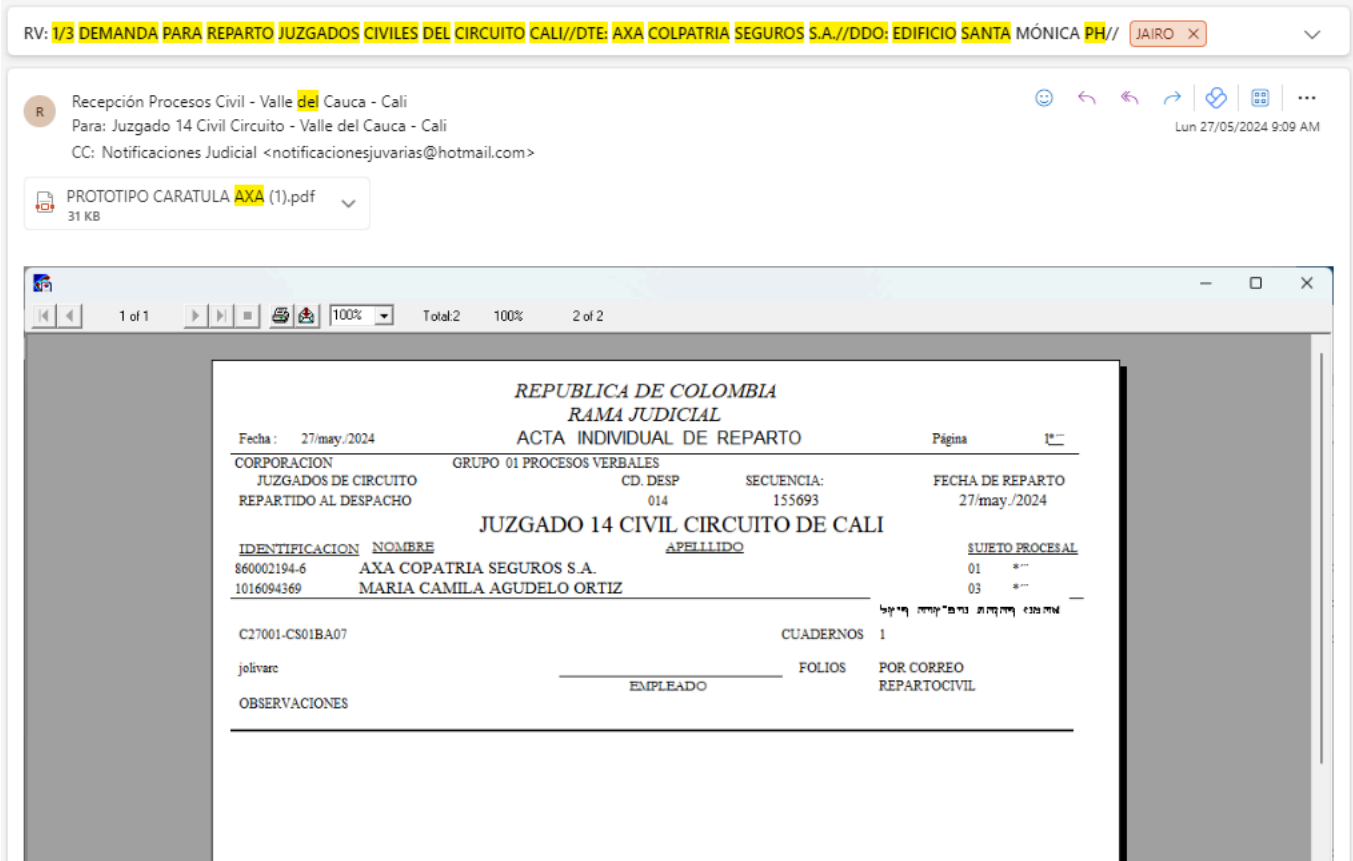 RV: 1/3 DEMANDA PARA REPARTO JUZGADOS CIVILES DEL CIRCUITO CALI//DTE: AXA COLPATRIA SEGUROS S.A.//DDO: EDIFICIO SANTA MÓNICA PH// JAIRO
R
Recepción Procesos Civil - Valle del Cauca - Cali
Para: Juzgado 14 Civil Circuito - Valle del Cauca - Cali
Lun 27/05/2024 9:09 AM
CC: Notificaciones Judicial <notificacionesjuvarias@hotmail.com>
PROTOTIPO CARATULA AXA (1).pdf
31 KB
1 of 1 100% Total:2 100% 2 of 2
REPUBLICA DE COLOMBIA
RAMA JUDICIAL
Fecha : 27/may./2024 ACTA INDIVIDUAL DE REPARTO Página
CORPORACION GRUPO 01 PROCESOS VERBALES
JUZGADOS DE CIRCUITO CD. DESP SECUENCIA: FECHA DE REPARTO
REPARTIDO AL DESPACHO 014 155693 27/may./2024
JUZGADO 14 CIVIL CIRCUITO DE CALI
IDENTIFICACION NOMBRE APELLLIDO SUJETO PROCESAL
860002194-6 AXA COPATRIA SEGUROS S.A. 01
1016094369 MARIA CAMILA AGUDELO ORTIZ 03
C27001-CS01BA07 CUADERNOS 1
jolivarc FOLIOS POR CORREO
EMPLEADO REPARTOCIVIL
OBSERVACIONES